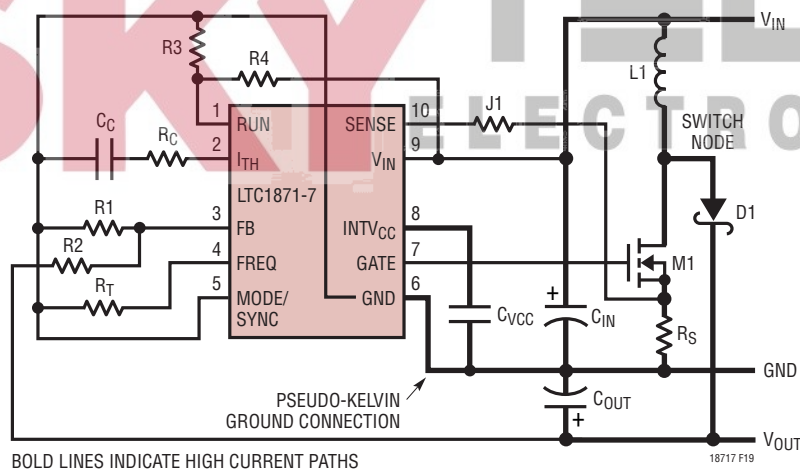 VIN
R3
R4
L1
1
RUN
SENSE
10
J1
SWITCH
NODE
CC
RC
2
ITH
VIN
9
LTC1871-7
D1
R1
3
FB
INTVCC
8
R2
4
FREQ
GATE
7
M1
RT
5
MODE/
SYNC
GND
6
CVCC
+
CIN
RS
GND
PSEUDO-KELVIN
GROUND CONNECTION
COUT
+
VOUT
BOLD LINES INDICATE HIGH CURRENT PATHS
18717 F19
SKY
TEL
ELECTRO